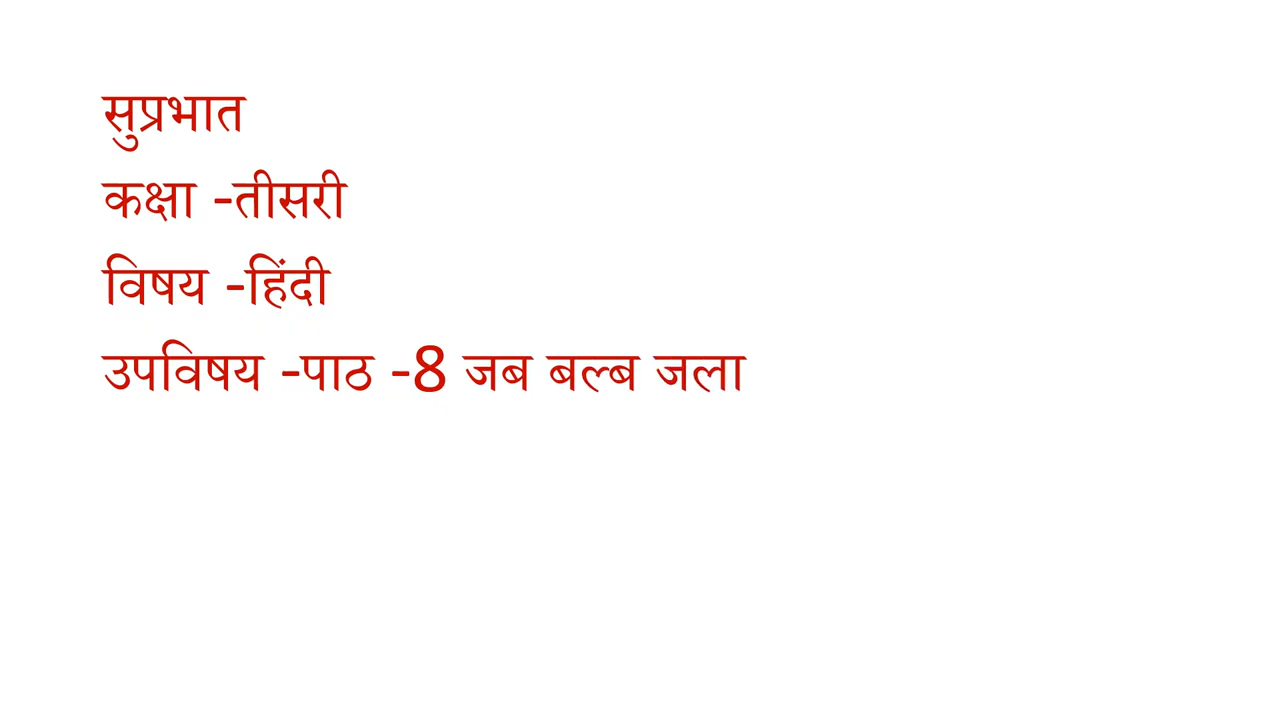 सुप्रभात
कक्षा -तीसरी
विषय -हिंदी
उपविषय -पाठ -8 जब बल्ब जला